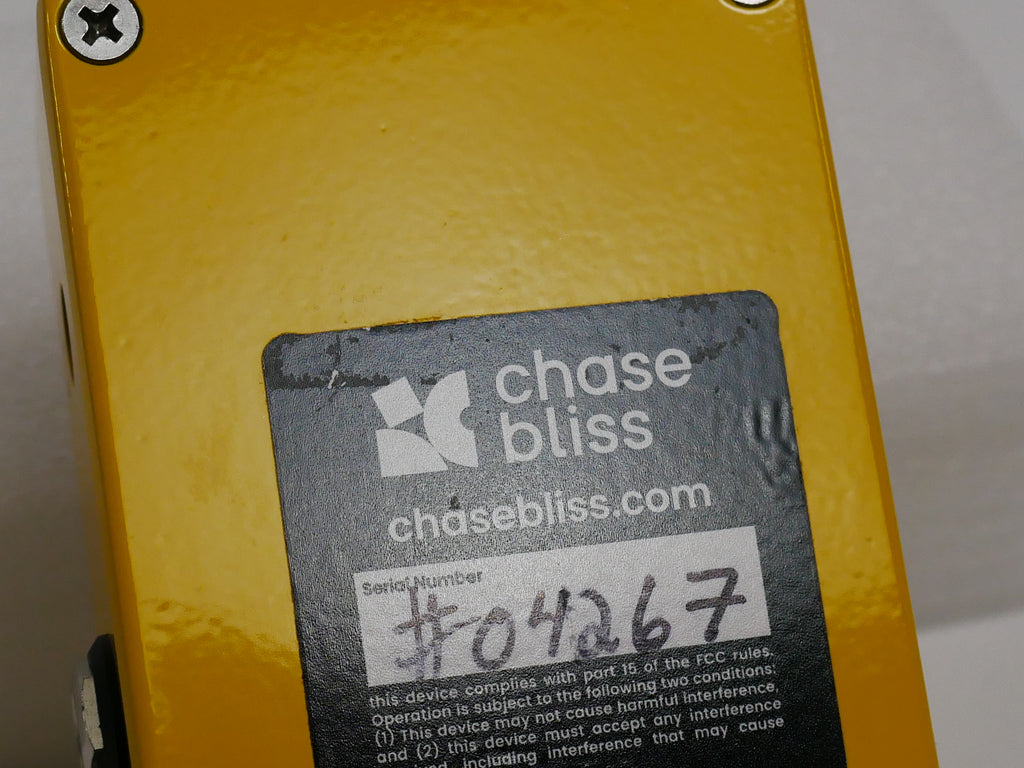 chase
bliss
chasebliss.com
Serial Number
#04267
this device complies with part 15 of the FCC rules.
Operation is subject to the following two conditions:
(1) This device may not cause harmful interference,
and (2) this device must accept any interference
including interference that may cause